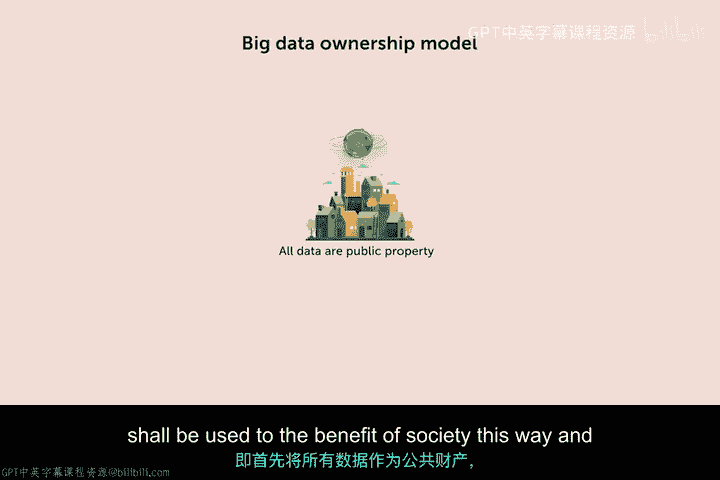 GPT中英字幕课程资源 bilibili
Big data ownership model
All data are public property
shall be used to the benefit of society this way and
即首先将所有数据作为公共财产，
GPT中英字幕课程资源@bilibili.com